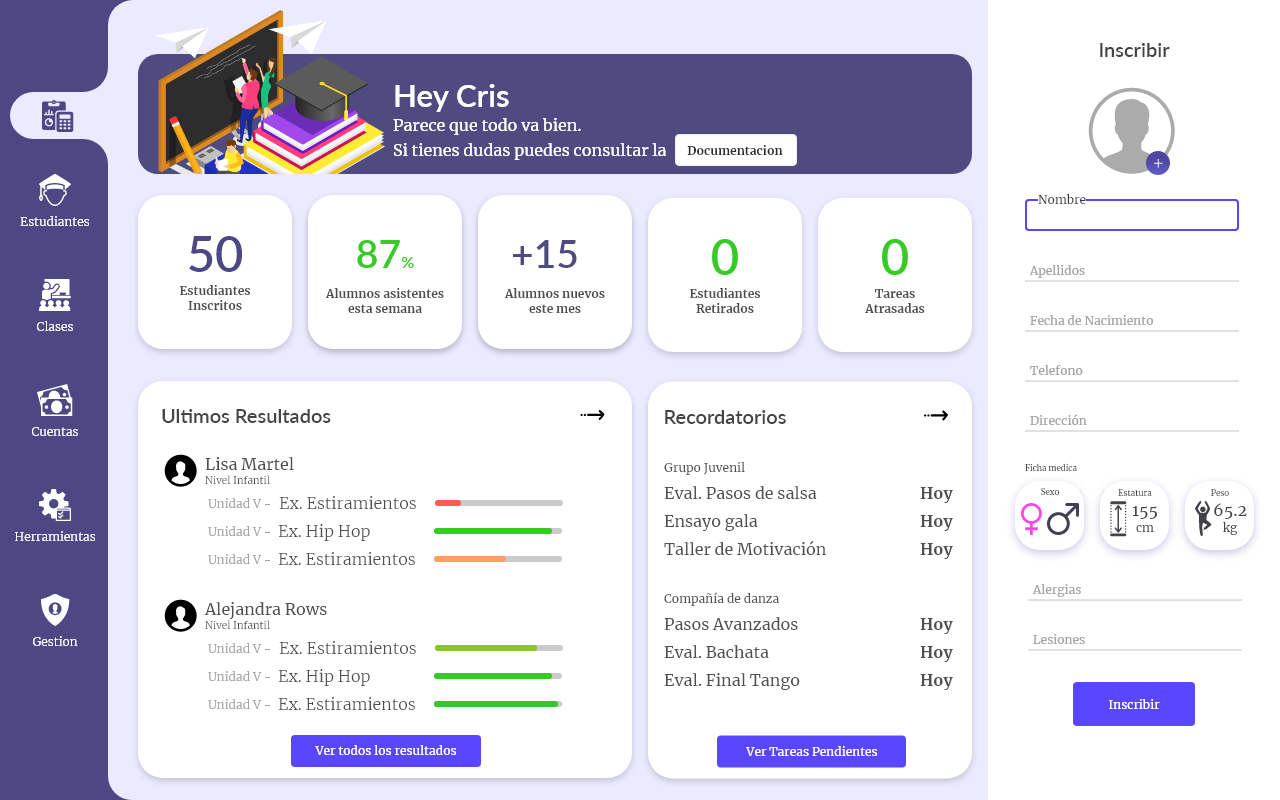 Estudiantes
Clases
Cuentas
Herramientas
Gestion
Hey Cris
Parece que todo va bien.
Si tienes dudas puedes consultar la Documentacion
50
Estudiantes
Inscritos
87%
Alumnos asistentes
esta semana
+15
Alumnos nuevos
este mes
0
Estudiantes
Retirados
0
Tareas
Atrasadas
Ultimos Resultados
Lisa Martel
Nivel Infantil
Unidad V - Ex. Estiramientos
Unidad V - Ex. Hip Hop
Unidad V - Ex. Estiramientos
Alejandra Rows
Nivel Infantil
Unidad V - Ex. Estiramientos
Unidad V - Ex. Hip Hop
Unidad V - Ex. Estiramientos
Ver todos los resultados
Recordatorios
Grupo Juvenil
Eval. Pasos de salsa Hoy
Ensayo gala Hoy
Taller de Motivación Hoy
Compañía de danza
Pasos Avanzados Hoy
Eval. Bachata Hoy
Eval. Final Tango Hoy
Ver Tareas Pendientes
Inscribir
+
Nombre
Apellidos
Fecha de Nacimiento
Telefono
Dirección
Ficha medica
Sexo
Estatura
155
cm
Peso
65.2
kg
Alergias
Lesiones
Inscribir